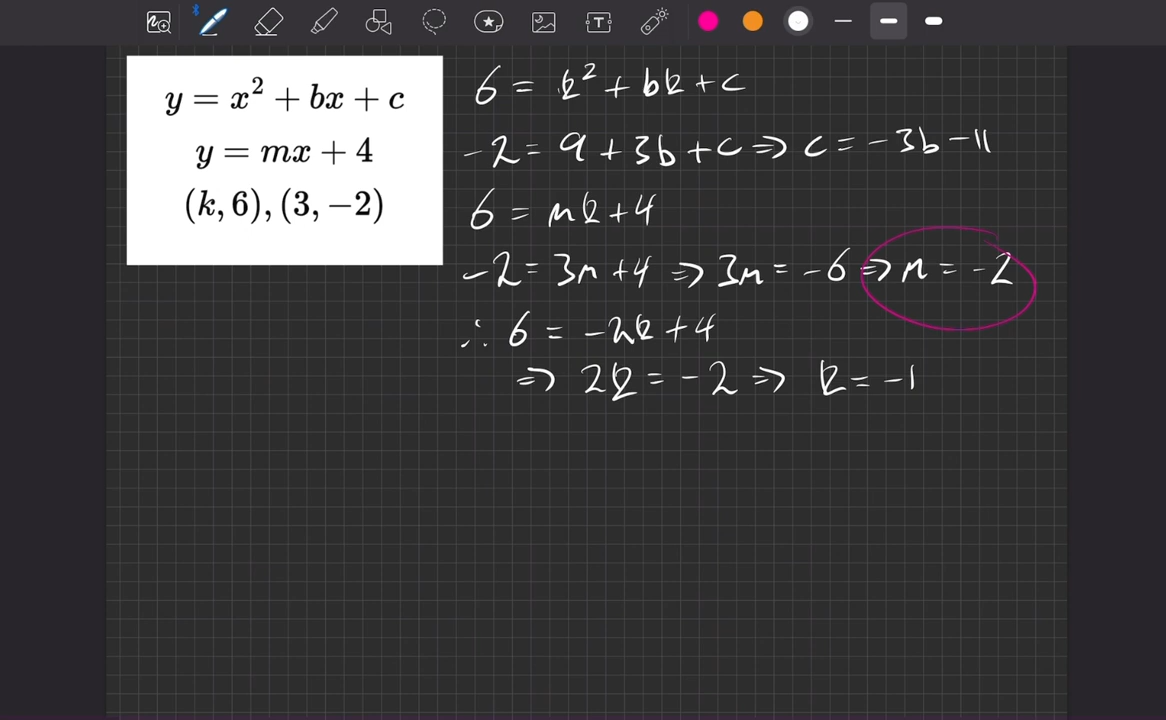 y = x² + bx + c
y = mx + 4
(k, 6), (3, −2)
6 = k² + bk + c
-2 = 9 + 3b + c ⇒ c = -3b - 11
6 = mk + 4
-2 = 3m + 4 ⇒ 3m = -6 ⇒ m = -2
∴ 6 = -2k + 4
⇒ 2k = -2 ⇒ k = -1